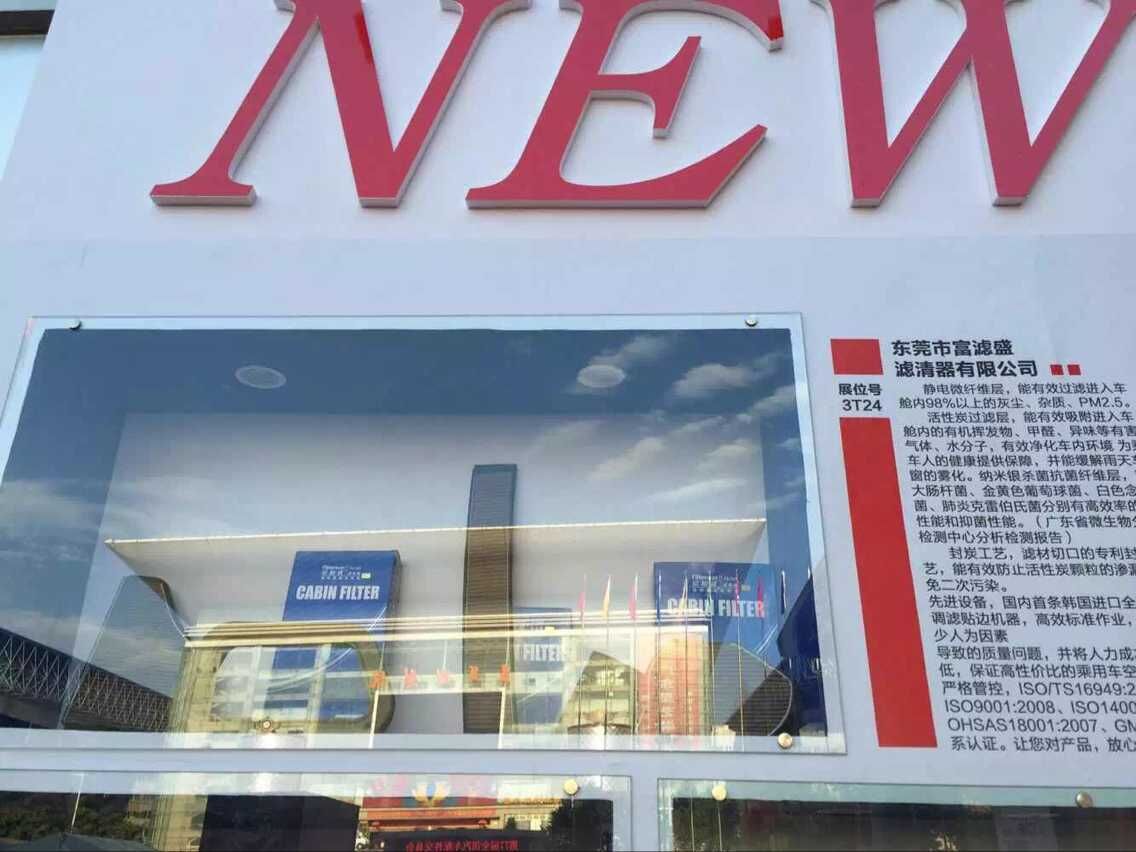 NEW
东莞市富滤盛
滤清器有限公司
展位号
3T24
静电微纤维层，能有效过滤进入车
舱内98%以上的灰尘、杂质、PM2.5。
活性炭过滤层，能有效吸附进入车
舱内的有机挥发物、甲醛、异味等有害
气体、水分子，有效净化车内环境 为
车人的健康提供保障，并能缓解雨天
窗的雾化。纳米银杀菌抗菌纤维层，
大肠杆菌、金黄色葡萄球菌、白色念
菌、肺炎克雷伯氏菌分别有高效率的
性能和抑菌性能。（广东省微生物
检测中心分析检测报告）
封炭工艺，滤材切口的专利封
艺，能有效防止活性炭颗粒的渗
免二次污染。
先进设备，国内首条韩国进口全
调滤贴边机器，高效标准作业，
少人为因素
导致的质量问题，并将人力成
低，保证高性价比的乘用车空
严格管控，ISO/TS16949:2
ISO9001:2008、ISO1400
OHSAS18001:2007、GM
系认证。让您对产品，放心
CABIN FILTER
CABIN FILTER
FILTER